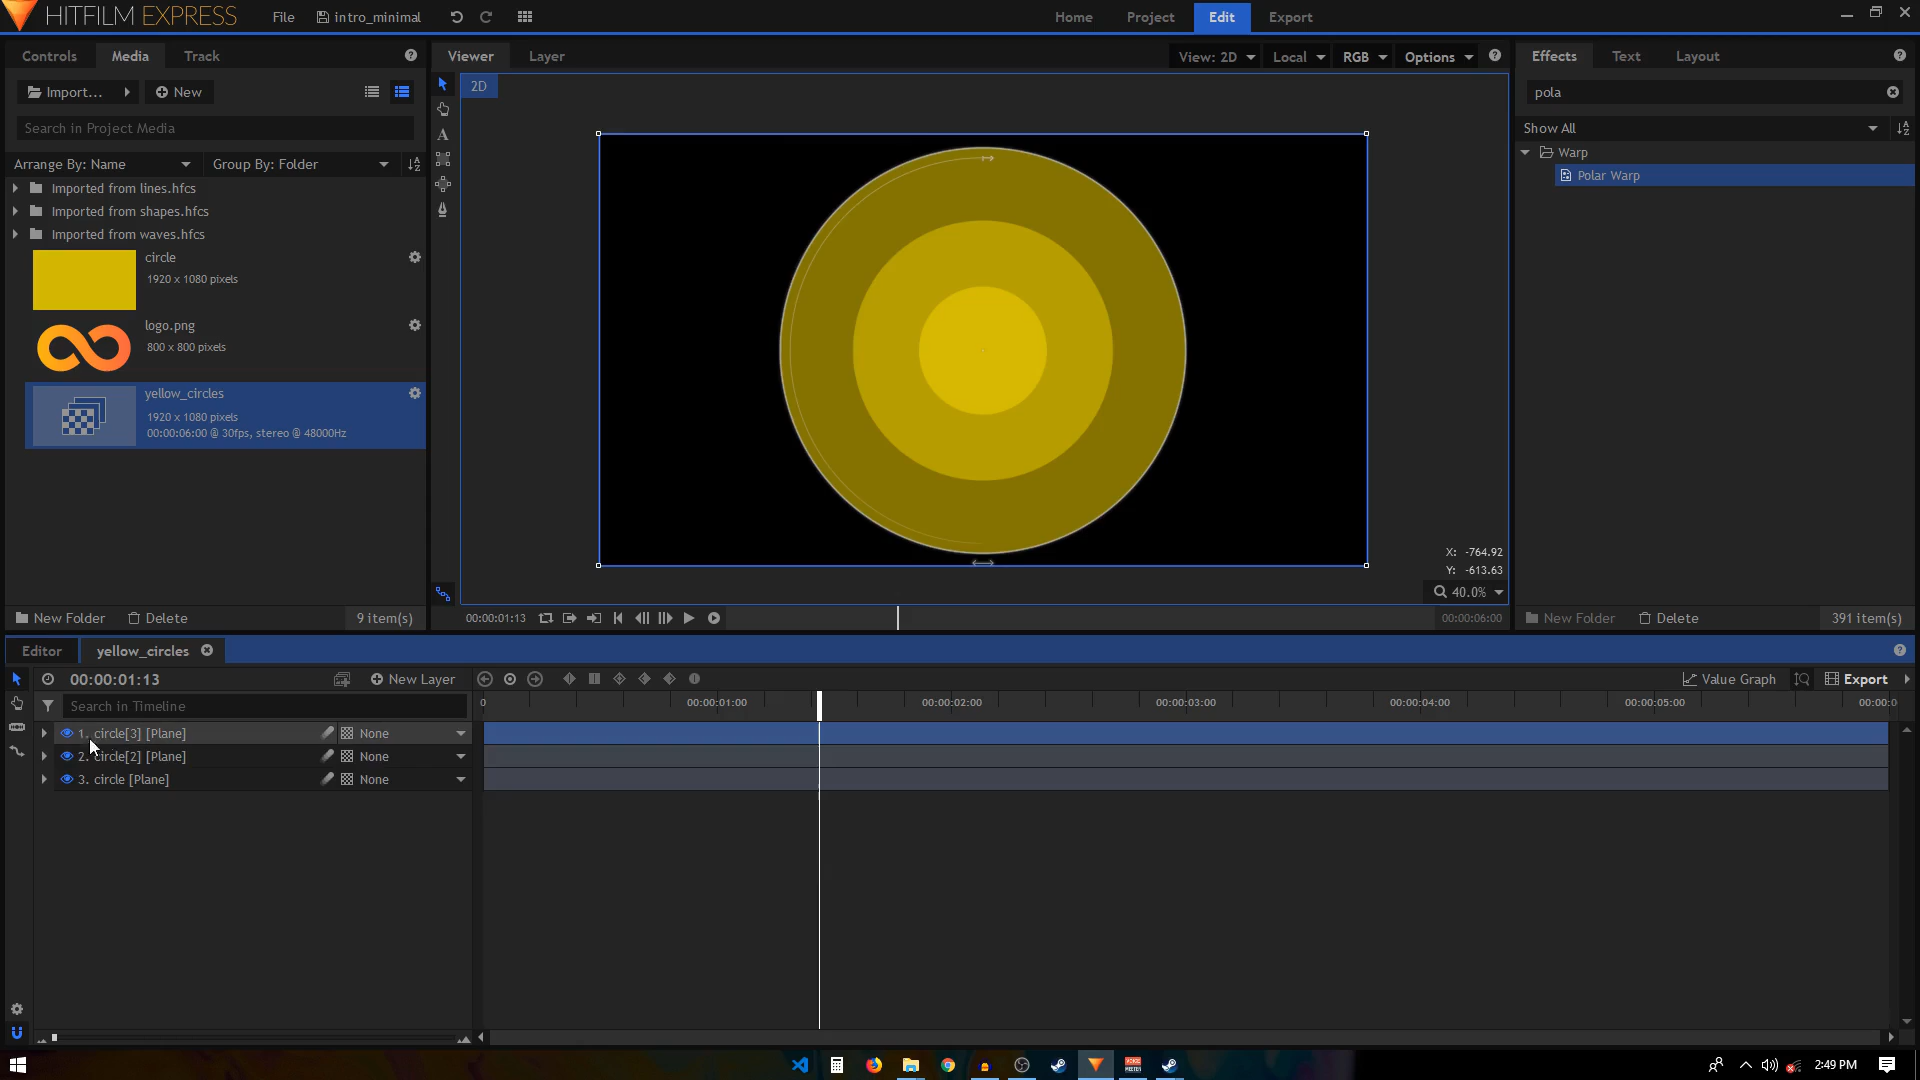 HITFILM EXPRESS
File
intro_minimal
Home
Project
Edit
Export
Controls
Media
Track
Viewer
Layer
View: 2D
Local
RGB
Options
Effects
Text
Layout
Import...
New
2D
pola
Search in Project Media
Show All
Arrange By: Name
Group By: Folder
Warp
Polar Warp
Imported from lines.hfcs
Imported from shapes.hfcs
Imported from waves.hfcs
circle
1920 x 1080 pixels
logo.png
800 x 800 pixels
yellow_circles
1920 x 1080 pixels
00:00:06:00 @ 30fps, stereo @ 48000Hz
X: -764.92
Y: -613.63
40.0%
New Folder
Delete
9 item(s)
00:00:01:13
00:00:06:00
New Folder
Delete
391 item(s)
Editor
yellow_circles
00:00:01:13
New Layer
Value Graph
Export
Search in Timeline
0
00:00:01:00
00:00:02:00
00:00:03:00
00:00:04:00
00:00:05:00
00:00:0
1. circle[3] [Plane]
None
2. circle[2] [Plane]
None
3. circle [Plane]
None
2:49 PM